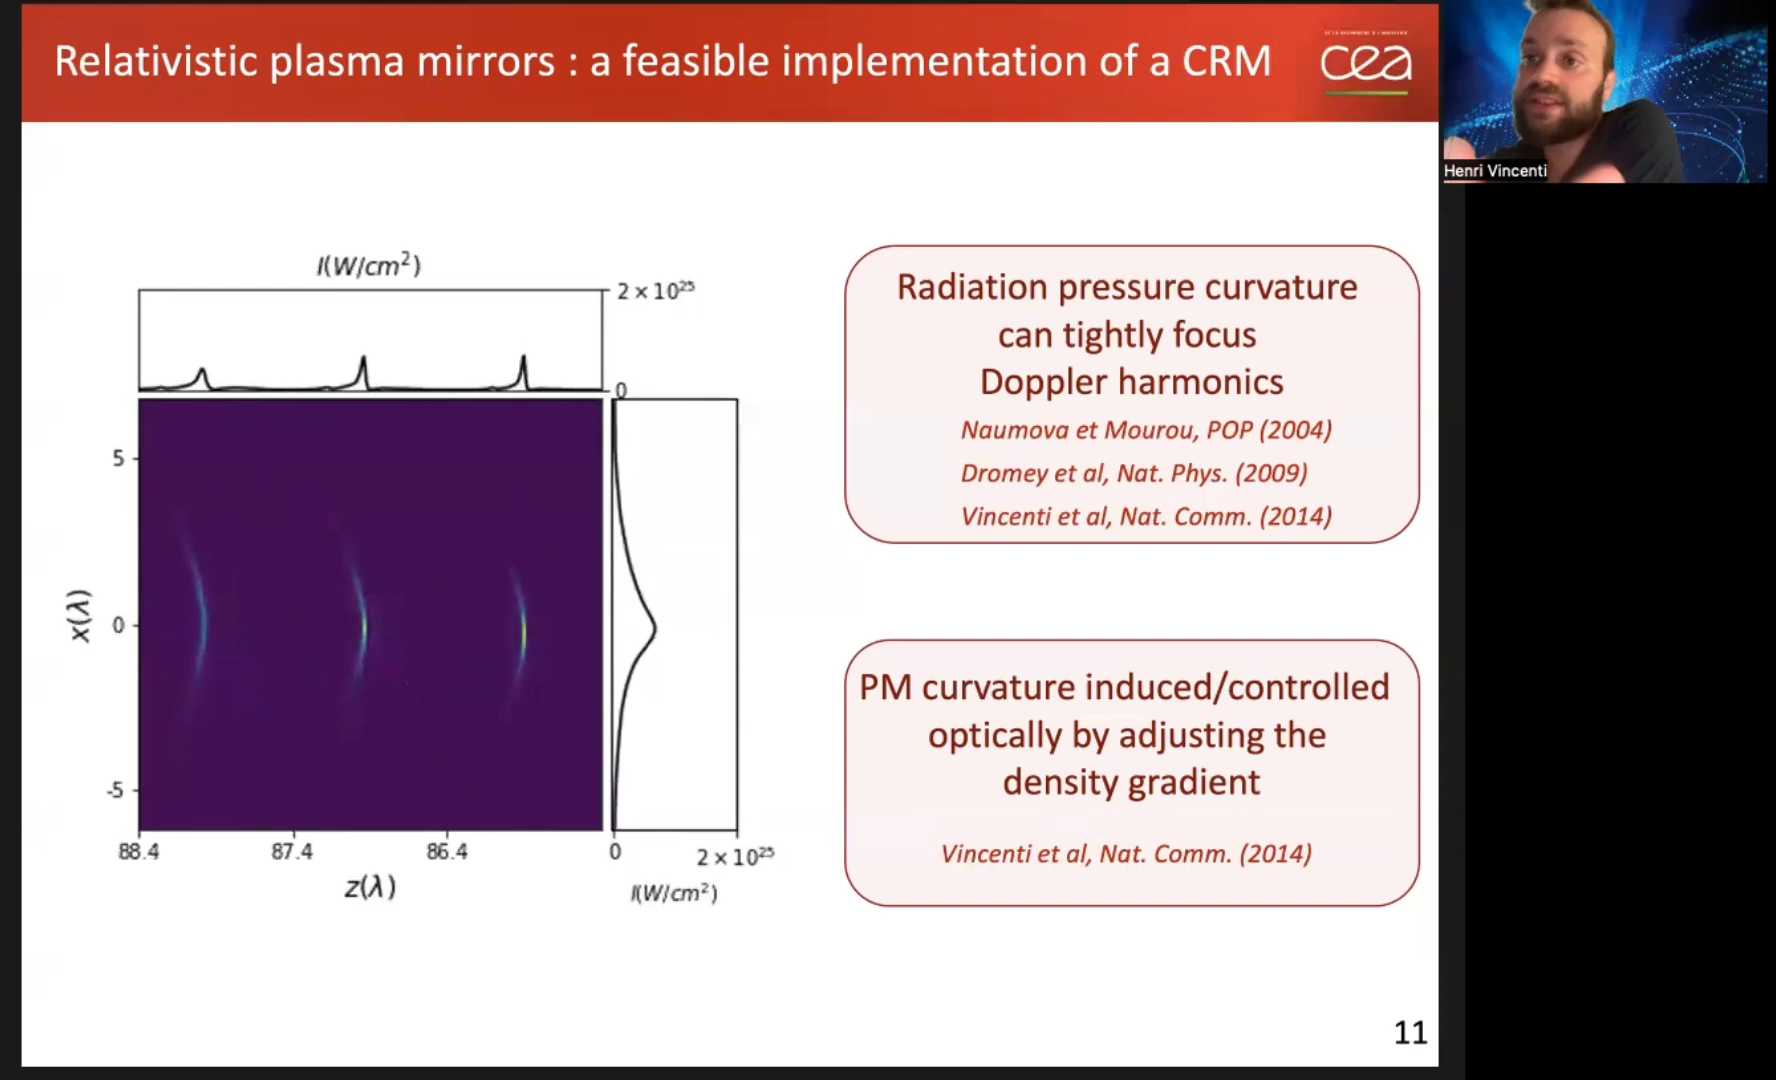 Relativistic plasma mirrors : a feasible implementation of a CRM
cea
Henri Vincenti
I(W/cm²)
2 × 10²⁵
0
5
0
-5
x(λ)
88.4
87.4
86.4
z(λ)
0
2 × 10²⁵
I(W/cm²)
Radiation pressure curvature
can tightly focus
Doppler harmonics
Naumova et Mourou, POP (2004)
Dromey et al, Nat. Phys. (2009)
Vincenti et al, Nat. Comm. (2014)
PM curvature induced/controlled
optically by adjusting the
density gradient
Vincenti et al, Nat. Comm. (2014)
11